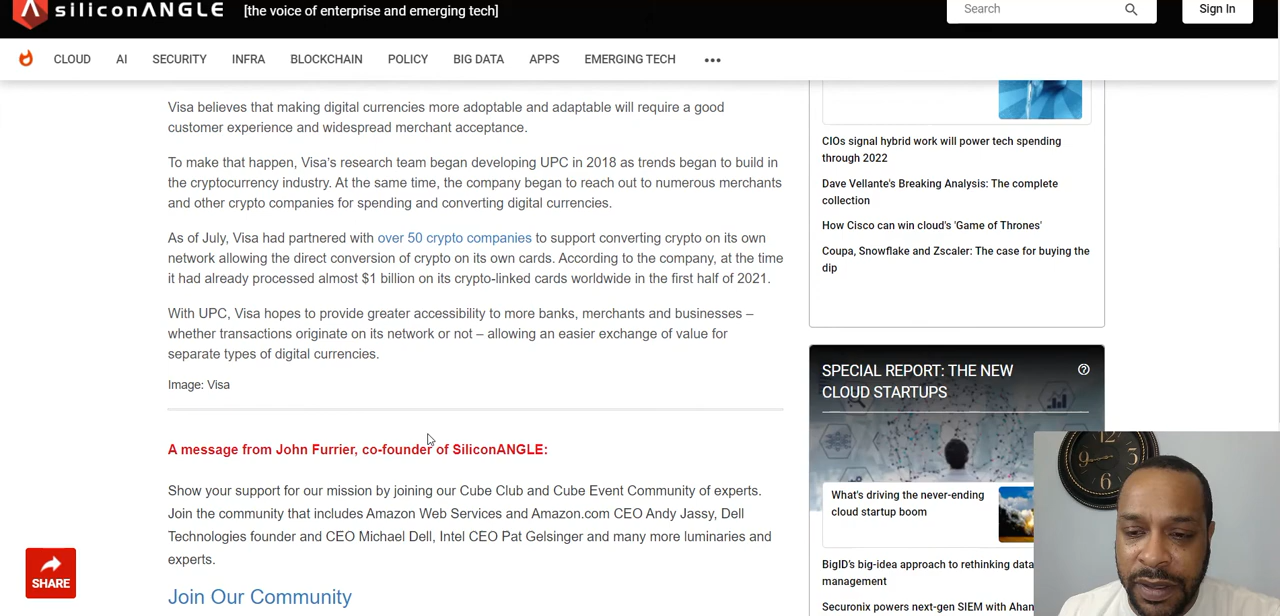 siliconANGLE
[the voice of enterprise and emerging tech]
Search
Sign In
CLOUD
AI
SECURITY
INFRA
BLOCKCHAIN
POLICY
BIG DATA
APPS
EMERGING TECH
Visa believes that making digital currencies more adoptable and adaptable will require a good
customer experience and widespread merchant acceptance.
To make that happen, Visa's research team began developing UPC in 2018 as trends began to build in
the cryptocurrency industry. At the same time, the company began to reach out to numerous merchants
and other crypto companies for spending and converting digital currencies.
As of July, Visa had partnered with over 50 crypto companies to support converting crypto on its own
network allowing the direct conversion of crypto on its own cards. According to the company, at the time
it had already processed almost $1 billion on its crypto-linked cards worldwide in the first half of 2021.
With UPC, Visa hopes to provide greater accessibility to more banks, merchants and businesses –
whether transactions originate on its network or not – allowing an easier exchange of value for
separate types of digital currencies.
Image: Visa
A message from John Furrier, co-founder of SiliconANGLE:
Show your support for our mission by joining our Cube Club and Cube Event Community of experts.
Join the community that includes Amazon Web Services and Amazon.com CEO Andy Jassy, Dell
Technologies founder and CEO Michael Dell, Intel CEO Pat Gelsinger and many more luminaries and
experts.
Join Our Community
SHARE
CIOs signal hybrid work will power tech spending
through 2022
Dave Vellante's Breaking Analysis: The complete
collection
How Cisco can win cloud's 'Game of Thrones'
Coupa, Snowflake and Zscaler: The case for buying the
dip
SPECIAL REPORT: THE NEW
CLOUD STARTUPS
What's driving the never-ending
cloud startup boom
BigID's big-idea approach to rethinking data
management
Securonix powers next-gen SIEM with Ahan